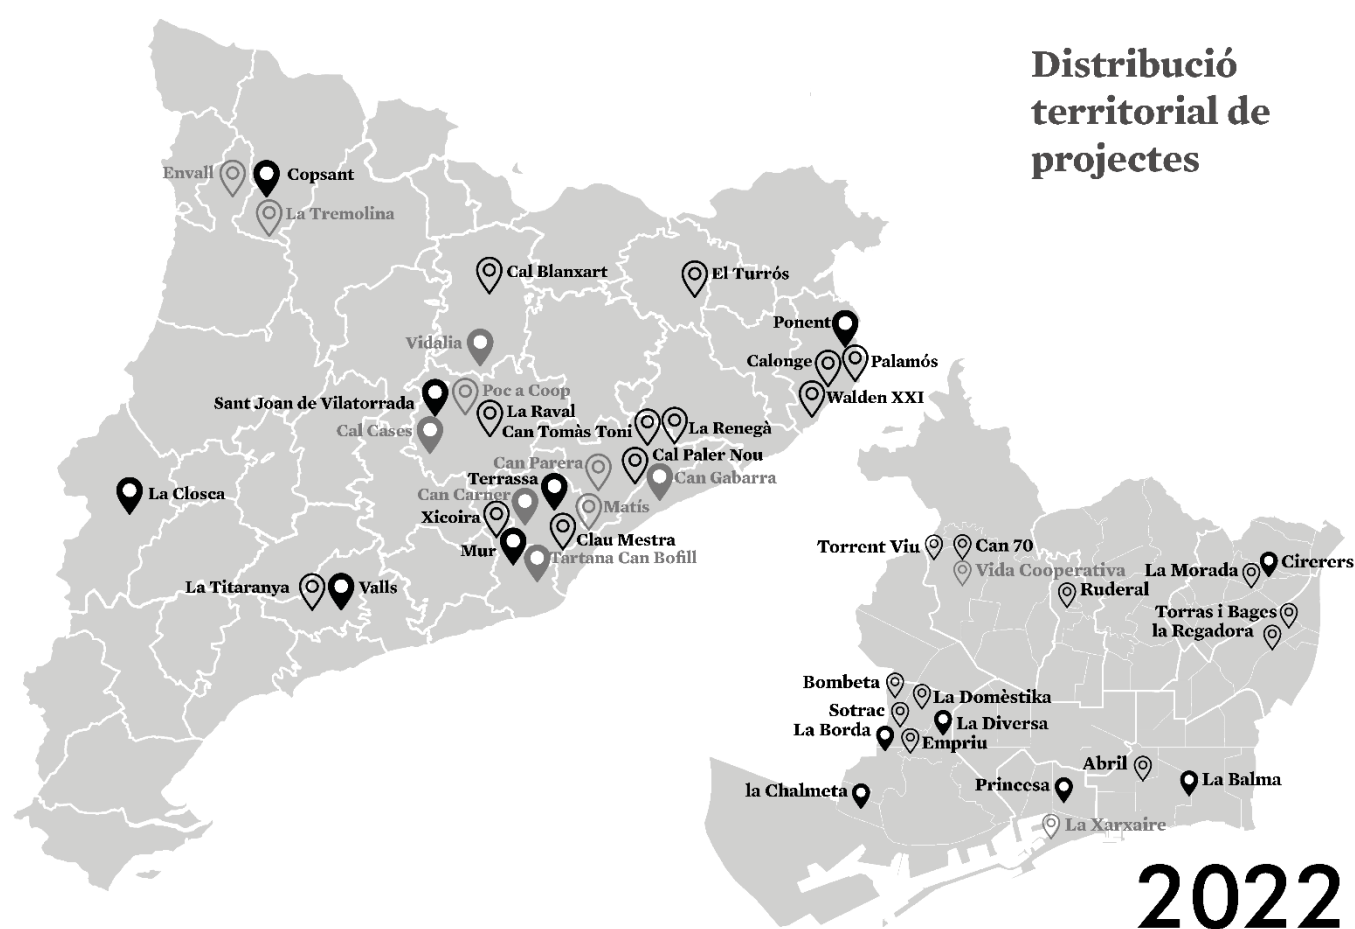 Distribució
territorial de
projectes
Envall
Copsant
La Tremolina
Cal Blanxart
El Turrós
Ponent
Vidalia
Calonge
Palamós
Poc a Coop
Walden XXI
Sant Joan de Vilatorrada
La Raval
Cal Cases
Can Tomàs Toni
La Renegà
Cal Paler Nou
Can Parera
Terrassa
Can Gabarra
La Closca
Can Carner
Matís
Xicoira
Clau Mestra
Mur
Tartana Can Bofill
La Titaranya
Valls
Torrent Viu
Can 70
Cirerers
Vida Cooperativa
La Morada
Ruderal
Torras i Bages
la Regadora
Bombeta
La Domèstika
Sotrac
La Diversa
La Borda
Empriu
Abril
La Balma
Princesa
la Chalmeta
La Xarxaire
2022